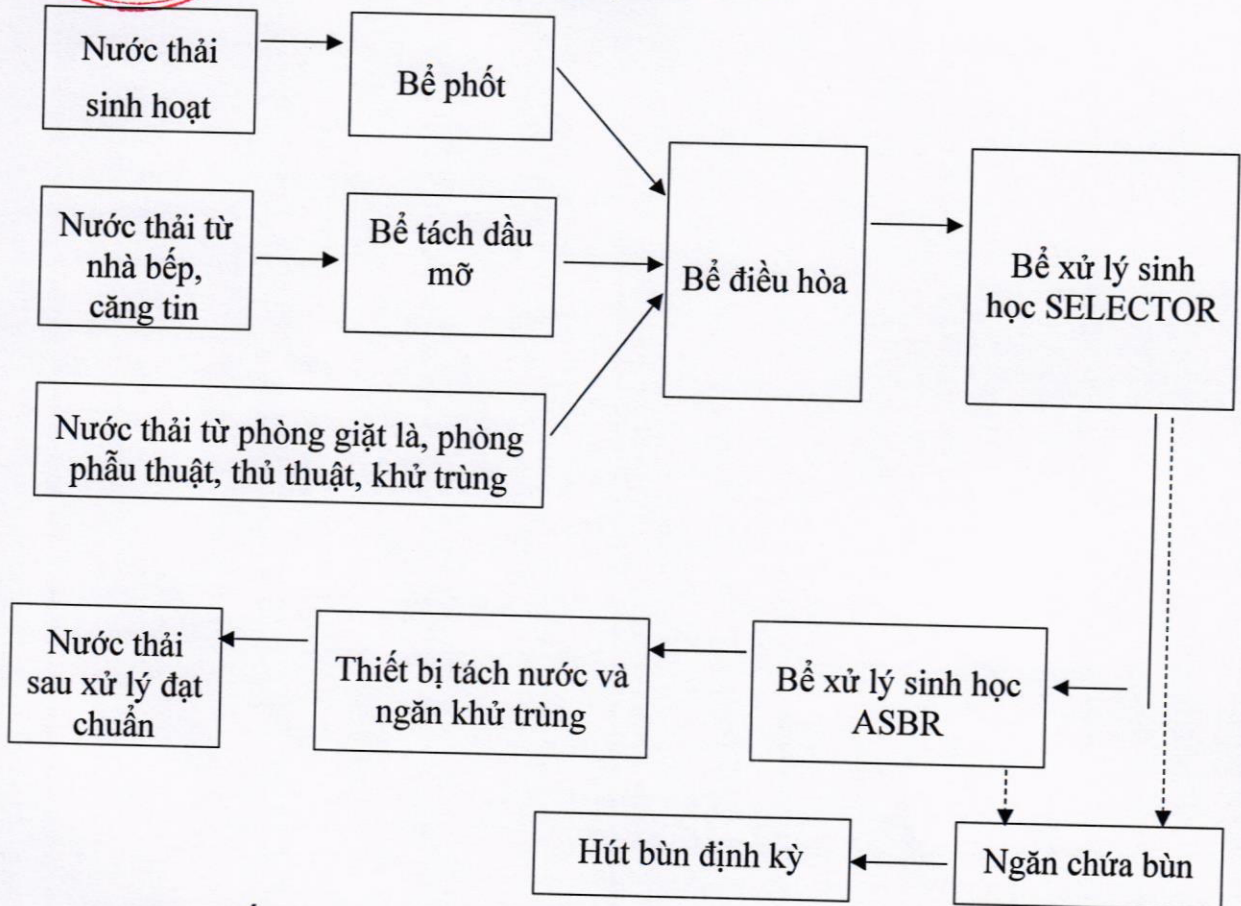 Nước thải
sinh hoạt
Bể phốt
Nước thải từ
nhà bếp,
căng tin
Bể tách dầu
mỡ
Bể điều hòa
Bể xử lý sinh
học SELECTOR
Nước thải từ phòng giặt là, phòng
phẫu thuật, thủ thuật, khử trùng
Nước thải
sau xử lý đạt
chuẩn
Thiết bị tách nước và
ngăn khử trùng
Bể xử lý sinh học
ASBR
Hút bùn định kỳ
Ngăn chứa bùn